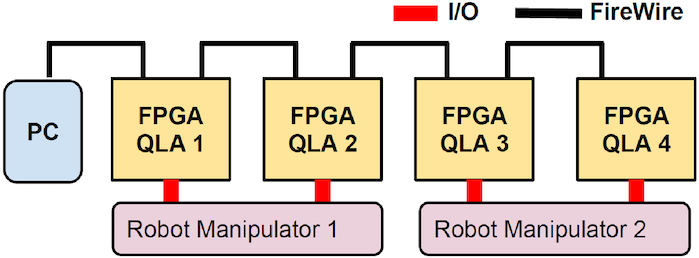 I/O
FireWire
PC
FPGA
QLA 1
FPGA
QLA 2
FPGA
QLA 3
FPGA
QLA 4
Robot Manipulator 1
Robot Manipulator 2